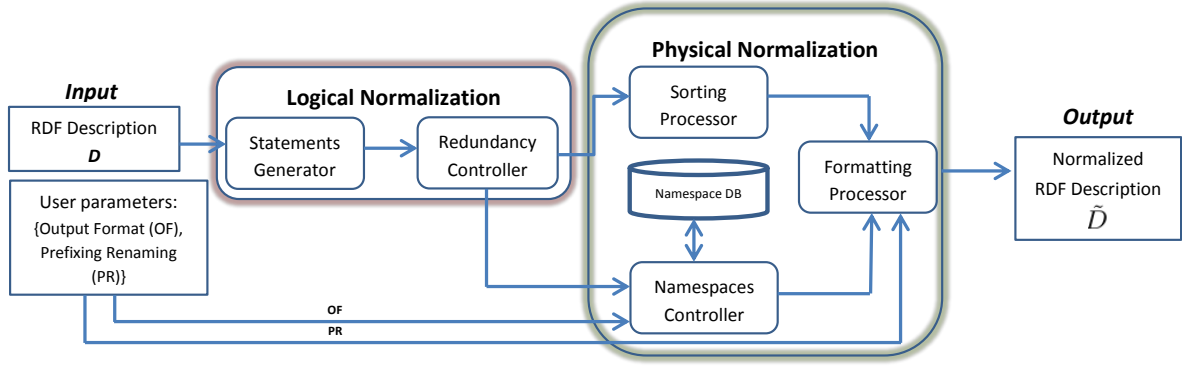 Input
RDF Description
D
User parameters:
{Output Format (OF),
Prefixing Renaming
(PR)}
Logical Normalization
Statements
Generator
Redundancy
Controller
Physical Normalization
Sorting
Processor
Namespace DB
Namespaces
Controller
Formatting
Processor
OF
PR
Output
Normalized
RDF Description
D̃